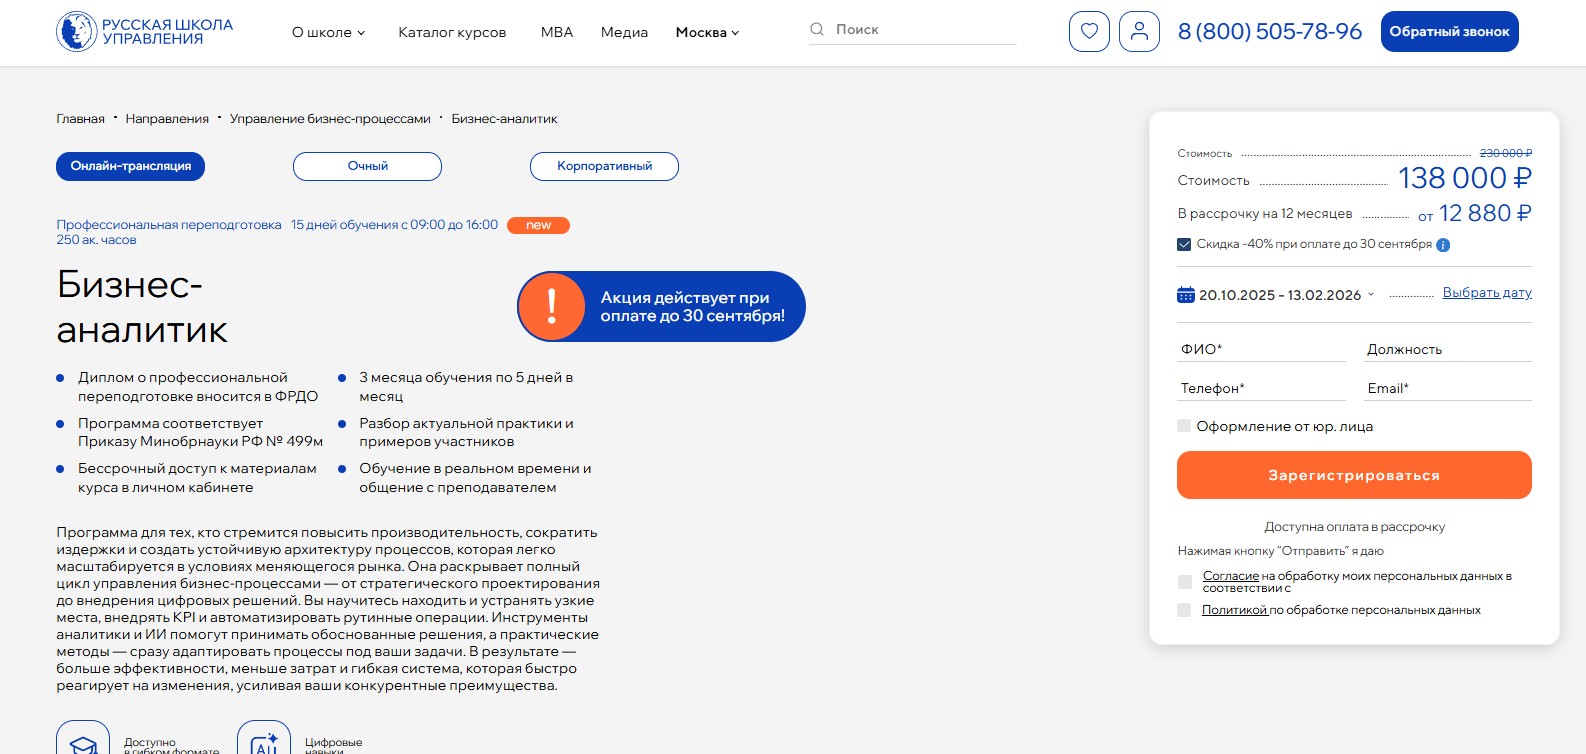 РУССКАЯ ШКОЛА
УПРАВЛЕНИЯ
О школе
Каталог курсов
MBA
Медиа
Москва
Поиск
8 (800) 505-78-96
Обратный звонок
Главная · Направления · Управление бизнес-процессами · Бизнес-аналитик
Онлайн-трансляция
Очный
Корпоративный
Профессиональная переподготовка 15 дней обучения с 09:00 до 16:00 new
250 ак. часов
Бизнес-
аналитик
Акция действует при
оплате до 30 сентября!
Диплом о профессиональной
переподготовке вносится в ФРДО
Программа соответствует
Приказу Минобрнауки РФ № 499м
Бессрочный доступ к материалам
курса в личном кабинете
3 месяца обучения по 5 дней в
месяц
Разбор актуальной практики и
примеров участников
Обучение в реальном времени и
общение с преподавателем
Программа для тех, кто стремится повысить производительность, сократить
издержки и создать устойчивую архитектуру процессов, которая легко
масштабируется в условиях меняющегося рынка. Она раскрывает полный
цикл управления бизнес-процессами — от стратегического проектирования
до внедрения цифровых решений. Вы научитесь находить и устранять узкие
места, внедрять KPI и автоматизировать рутинные операции. Инструменты
аналитики и ИИ помогут принимать обоснованные решения, а практические
методы — сразу адаптировать процессы под ваши задачи. В результате —
больше эффективности, меньше затрат и гибкая система, которая быстро
реагирует на изменения, усиливая ваши конкурентные преимущества.
Доступно
в гибком формате
AI
Цифровые
навыки
Стоимость 230 000 ₽
Стоимость 138 000 ₽
В рассрочку на 12 месяцев от 12 880 ₽
Скидка -40% при оплате до 30 сентября i
20.10.2025 - 13.02.2026 Выбрать дату
ФИО* Должность
Телефон* Email*
Оформление от юр. лица
Зарегистрироваться
Доступна оплата в рассрочку
Нажимая кнопку "Отправить" я даю
Согласие на обработку моих персональных данных в
соответствии с
Политикой по обработке персональных данных